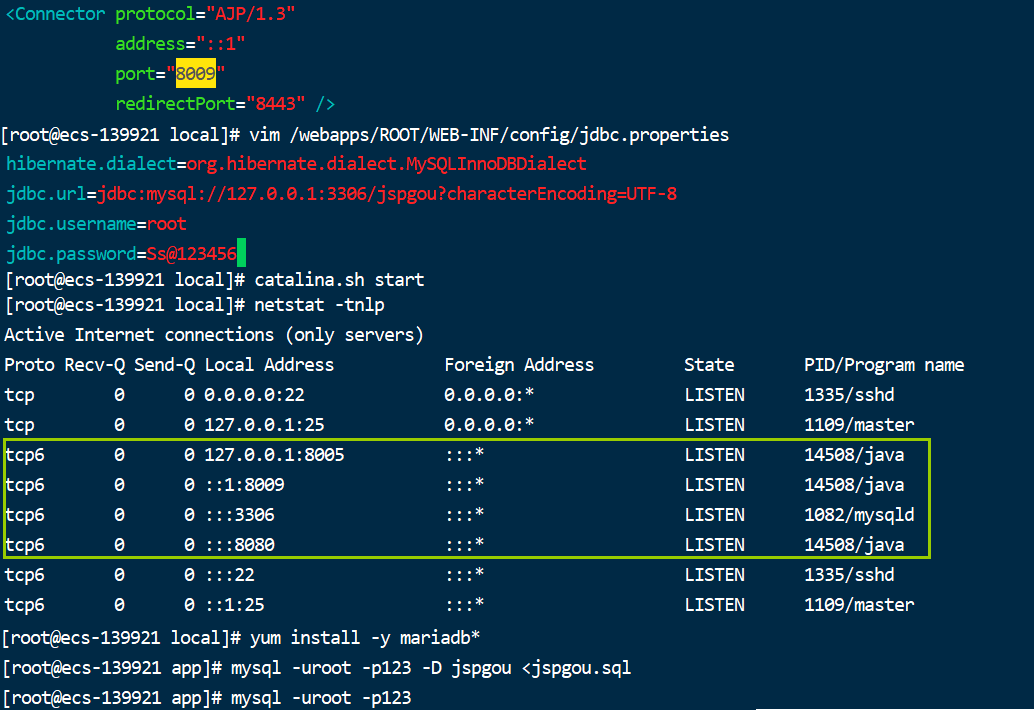 <Connector protocol="AJP/1.3"
address="::1"
port="8009"
redirectPort="8443" />
[root@ecs-139921 local]# vim /webapps/ROOT/WEB-INF/config/jdbc.properties
hibernate.dialect=org.hibernate.dialect.MySQLInnoDBDialect
jdbc.url=jdbc:mysql://127.0.0.1:3306/jspgou?characterEncoding=UTF-8
jdbc.username=root
jdbc.password=Ss@123456
[root@ecs-139921 local]# catalina.sh start
[root@ecs-139921 local]# netstat -tnlp
Active Internet connections (only servers)
Proto Recv-Q Send-Q Local Address Foreign Address State PID/Program name
tcp 0 0 0.0.0.0:22 0.0.0.0:* LISTEN 1335/sshd
tcp 0 0 127.0.0.1:25 0.0.0.0:* LISTEN 1109/master
tcp6 0 0 127.0.0.1:8005 :::* LISTEN 14508/java
tcp6 0 0 ::1:8009 :::* LISTEN 14508/java
tcp6 0 0 :::3306 :::* LISTEN 1082/mysqld
tcp6 0 0 :::8080 :::* LISTEN 14508/java
tcp6 0 0 :::22 :::* LISTEN 1335/sshd
tcp6 0 0 ::1:25 :::* LISTEN 1109/master
[root@ecs-139921 local]# yum install -y mariadb*
[root@ecs-139921 app]# mysql -uroot -p123 -D jspgou <jspgou.sql
[root@ecs-139921 app]# mysql -uroot -p123